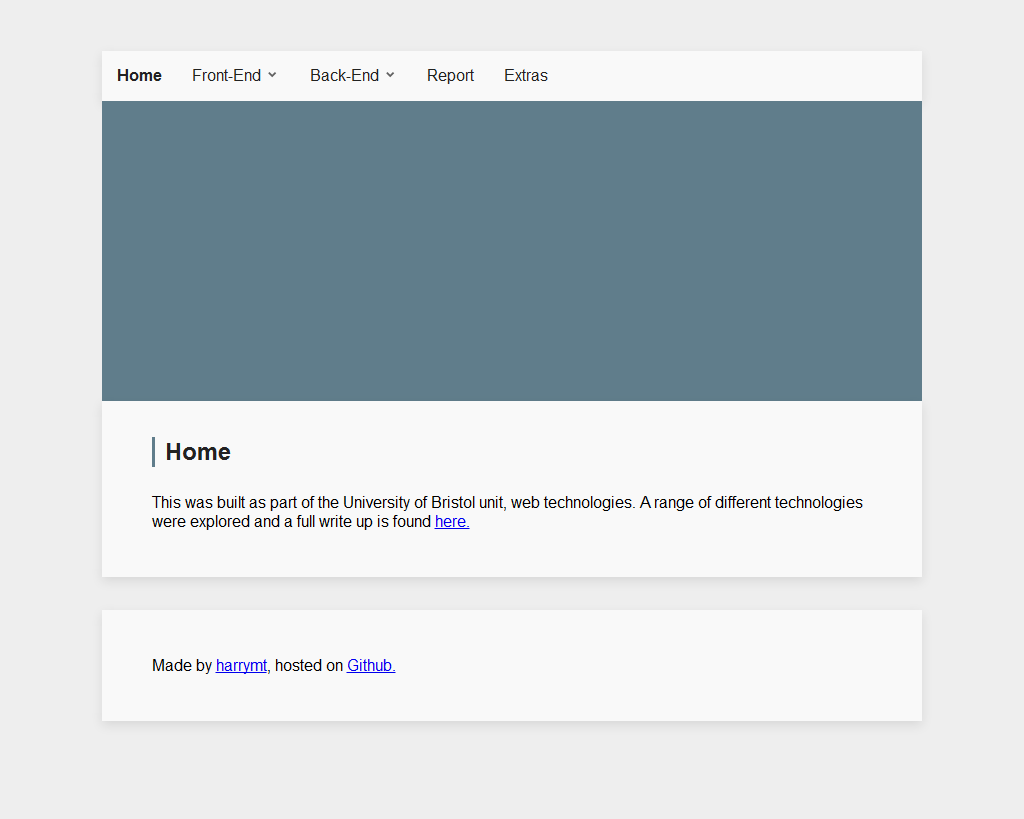 Home Front-End Back-End Report Extras
Home
This was built as part of the University of Bristol unit, web technologies. A range of different technologies
were explored and a full write up is found here.
Made by harrymt, hosted on Github.